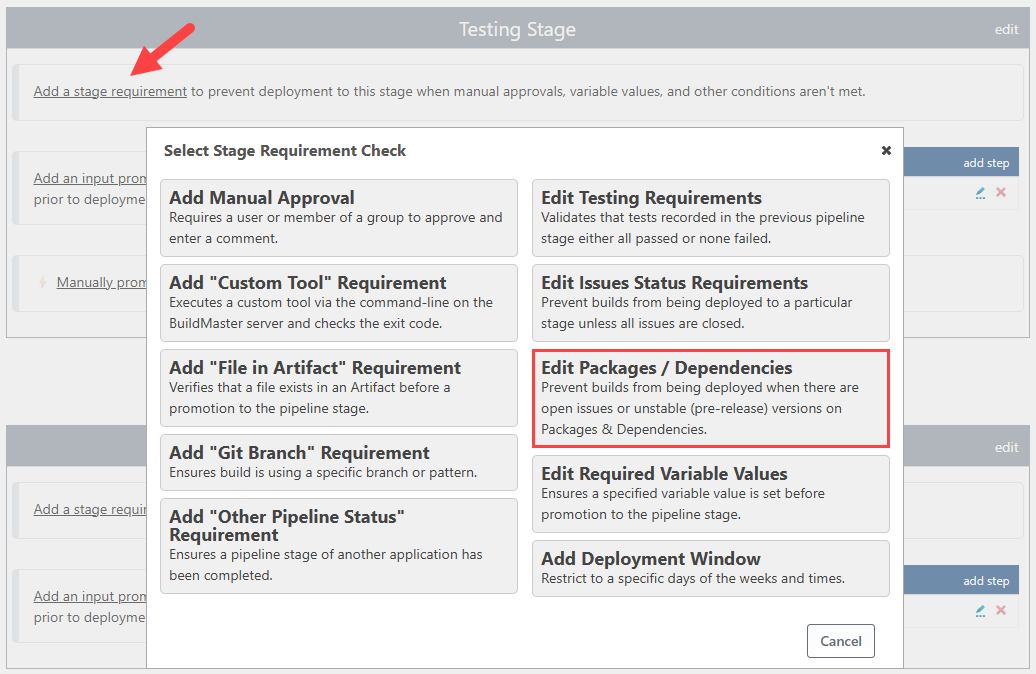 Testing Stage
edit
Add a stage requirement to prevent deployment to this stage when manual approvals, variable values, and other conditions aren't met.
Select Stage Requirement Check
✖
Add an input prom
prior to deployme
add step
Manually prom
Add Manual Approval
Requires a user or member of a group to approve and
enter a comment.
Add "Custom Tool" Requirement
Executes a custom tool via the command-line on the
BuildMaster server and checks the exit code.
Add "File in Artifact" Requirement
Verifies that a file exists in an Artifact before a
promotion to the pipeline stage.
Add "Git Branch" Requirement
Ensures build is using a specific branch or pattern.
Add "Other Pipeline Status"
Requirement
Ensures a pipeline stage of another application has
been completed.
Edit Testing Requirements
Validates that tests recorded in the previous pipeline
stage either all passed or none failed.
Edit Issues Status Requirements
Prevent builds from being deployed to a particular
stage unless all issues are closed.
Edit Packages / Dependencies
Prevent builds from being deployed when there are
open issues or unstable (pre-release) versions on
Packages & Dependencies.
Edit Required Variable Values
Ensures a specified variable value is set before
promotion to the pipeline stage.
Add Deployment Window
Restrict to a specific days of the weeks and times.
Cancel
edit
Add a stage requir
Add an input prom
prior to deployme
add step